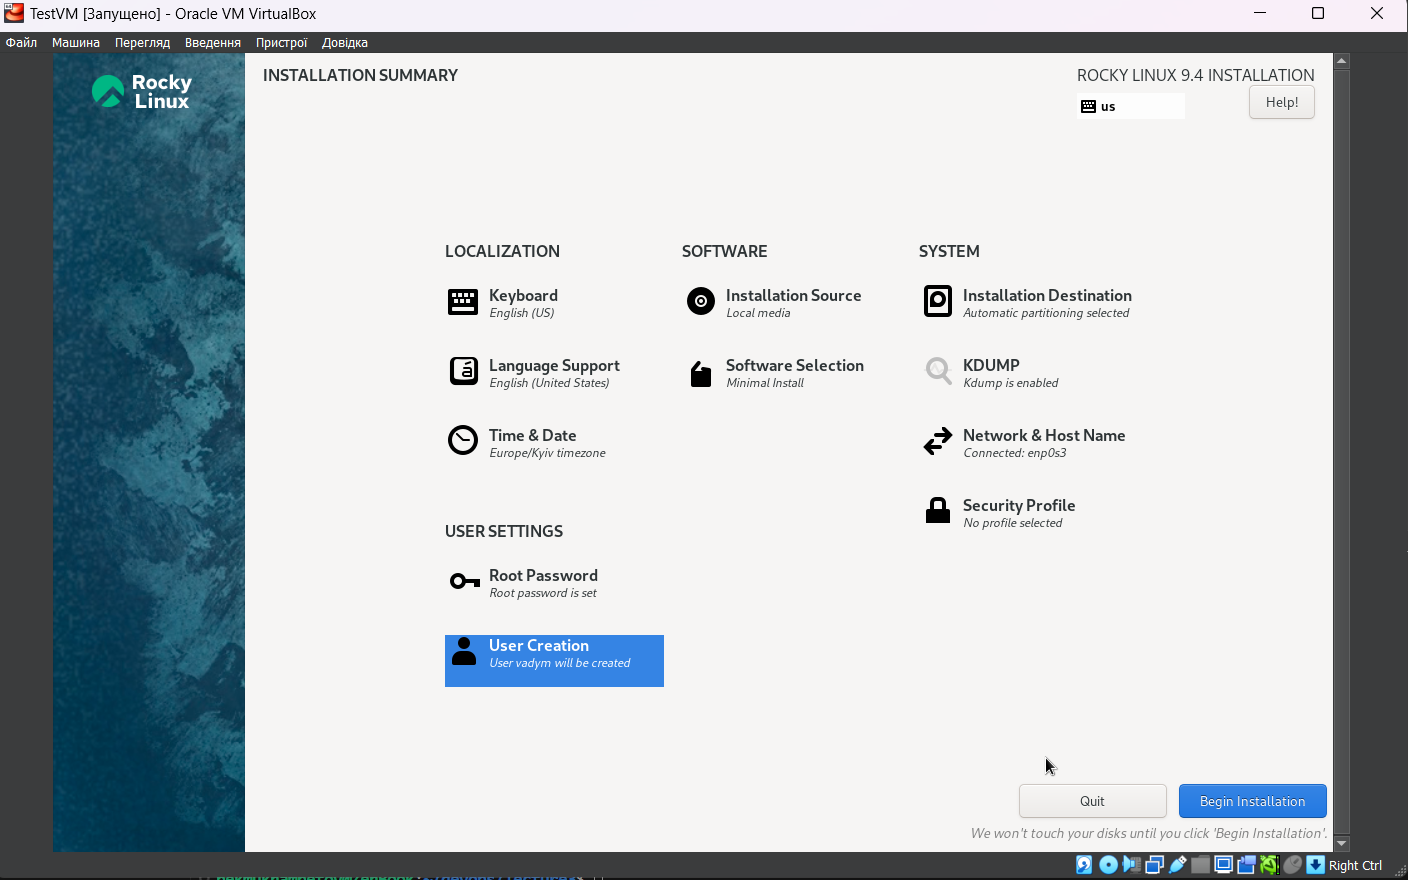 TestVM [Запущено] - Oracle VM VirtualBox
Файл Машина Перегляд Введення Пристрої Довідка
Rocky
Linux
INSTALLATION SUMMARY
ROCKY LINUX 9.4 INSTALLATION
us
Help!
LOCALIZATION
Keyboard
English (US)
Language Support
English (United States)
Time & Date
Europe/Kyiv timezone
SOFTWARE
Installation Source
Local media
Software Selection
Minimal Install
SYSTEM
Installation Destination
Automatic partitioning selected
KDUMP
Kdump is enabled
Network & Host Name
Connected: enp0s3
Security Profile
No profile selected
USER SETTINGS
Root Password
Root password is set
User Creation
User vadym will be created
Quit
Begin Installation
We won't touch your disks until you click 'Begin Installation'.
Right Ctrl